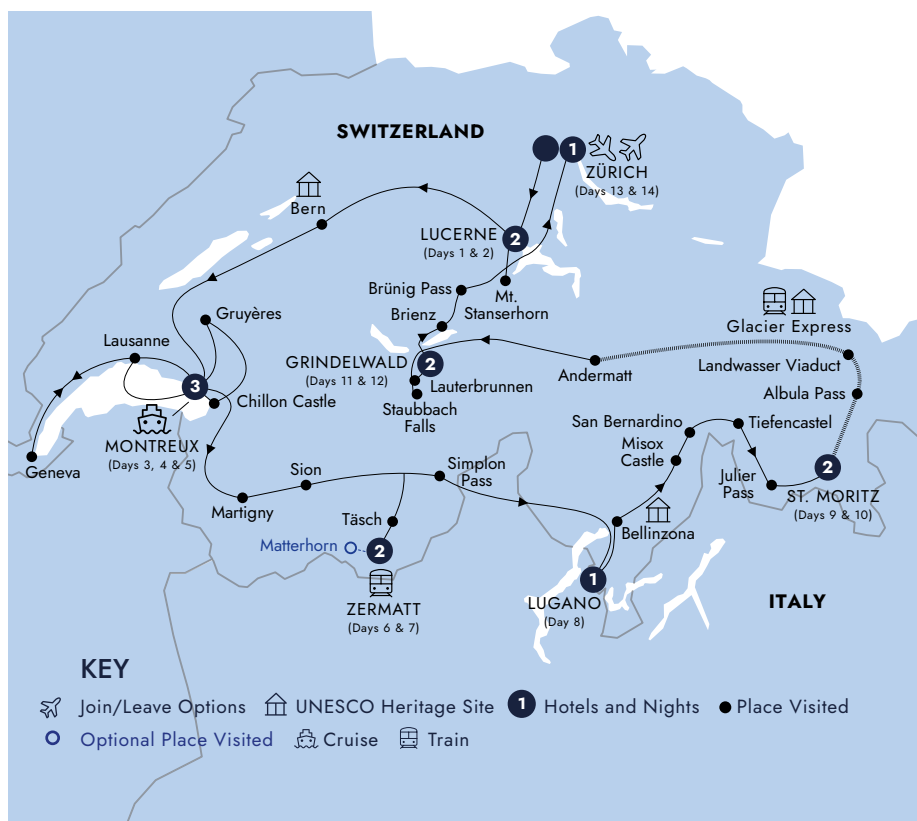 SWITZERLAND
1
ZÜRICH
(Days 13 & 14)
Bern
LUCERNE
(Days 1 & 2)
2
Brünig Pass
Mt.
Stanserhorn
Brienz
Gruyères
Lausanne
GRINDELWALD
(Days 11 & 12)
2
Lauterbrunnen
Staubbach
Falls
Andermatt
Glacier Express
Landwasser Viaduct
Albula Pass
3
Chillon Castle
MONTREUX
(Days 3, 4 & 5)
Geneva
San Bernardino
Tiefencastel
Misox
Castle
Julier
Pass
2
ST. MORITZ
(Days 9 & 10)
Sion
Simplon
Pass
Martigny
Täsch
Bellinzona
Matterhorn
2
ZERMATT
(Days 6 & 7)
1
LUGANO
(Day 8)
ITALY
KEY
Join/Leave Options
UNESCO Heritage Site
1
Hotels and Nights
Place Visited
Optional Place Visited
Cruise
Train